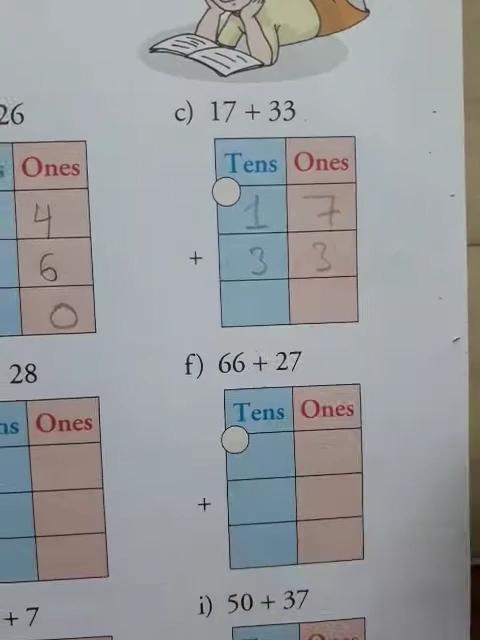 26
c) 17 + 33
Ones
4
6
0
Tens Ones
1 7
+ 3 3
28
f) 66 + 27
Ones
Tens Ones
+
+ 7
i) 50 + 37